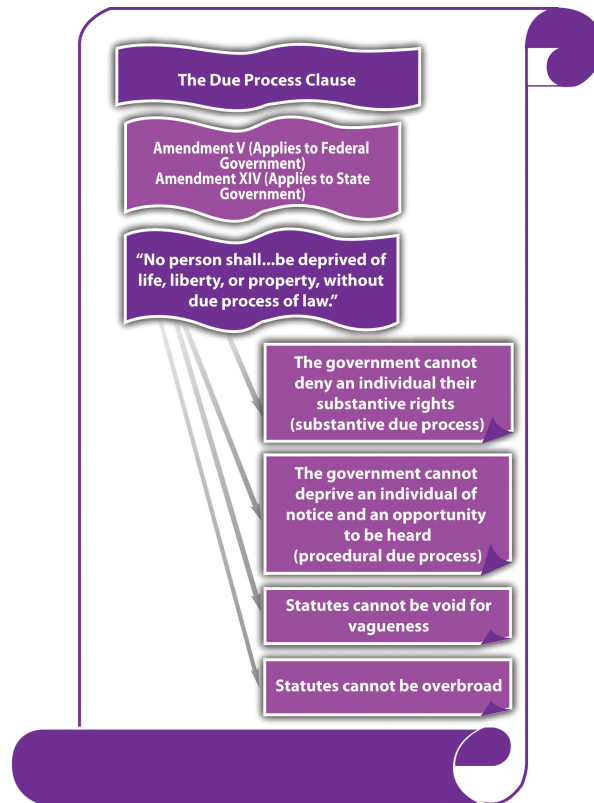 The Due Process Clause
Amendment V (Applies to Federal
Government)
Amendment XIV (Applies to State
Government)
“No person shall...be deprived of
life, liberty, or property, without
due process of law.”
The government cannot
deny an individual their
substantive rights
(substantive due process)
The government cannot
deprive an individual of
notice and an opportunity
to be heard
(procedural due process)
Statutes cannot be void for
vagueness
Statutes cannot be overbroad